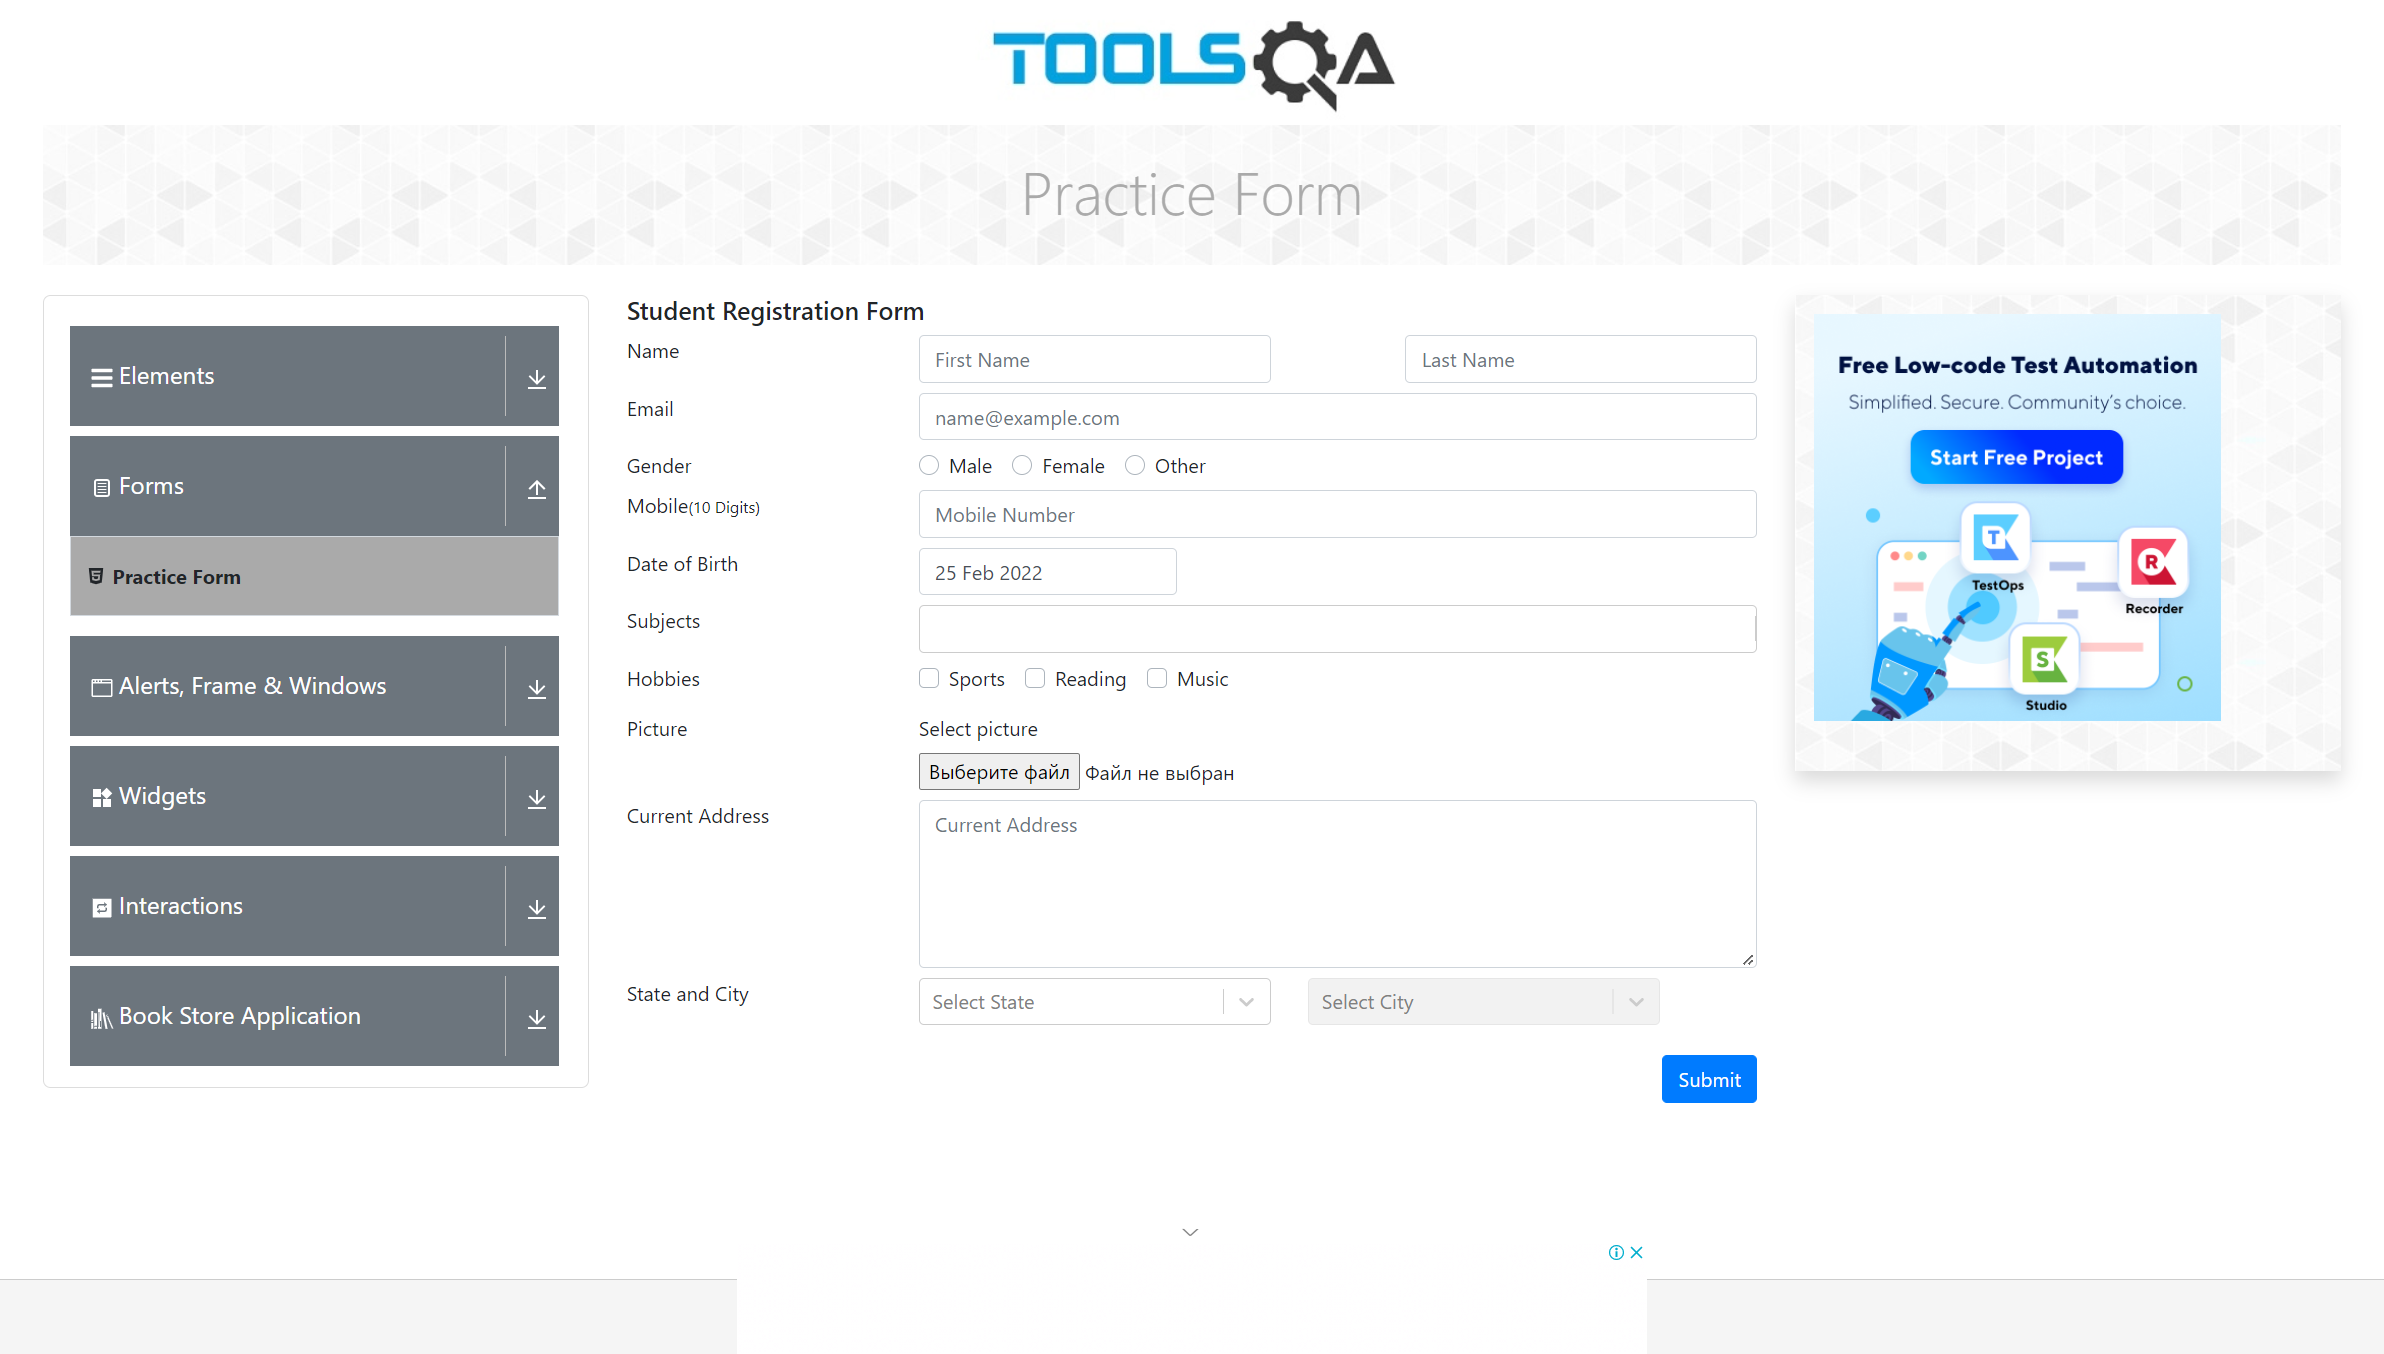 TOOLSQA
Practice Form
Elements
Forms
Practice Form
Alerts, Frame & Windows
Widgets
Interactions
Book Store Application
Student Registration Form
Name
First Name
Last Name
Email
name@example.com
Gender
Male Female Other
Mobile(10 Digits)
Mobile Number
Date of Birth
25 Feb 2022
Subjects
Hobbies
Sports Reading Music
Picture
Select picture
Выберите файл Файл не выбран
Current Address
Current Address
State and City
Select State
Select City
Submit
Free Low-code Test Automation
Simplified. Secure. Community's choice.
Start Free Project
T
TestOps
R
Recorder
S
Studio